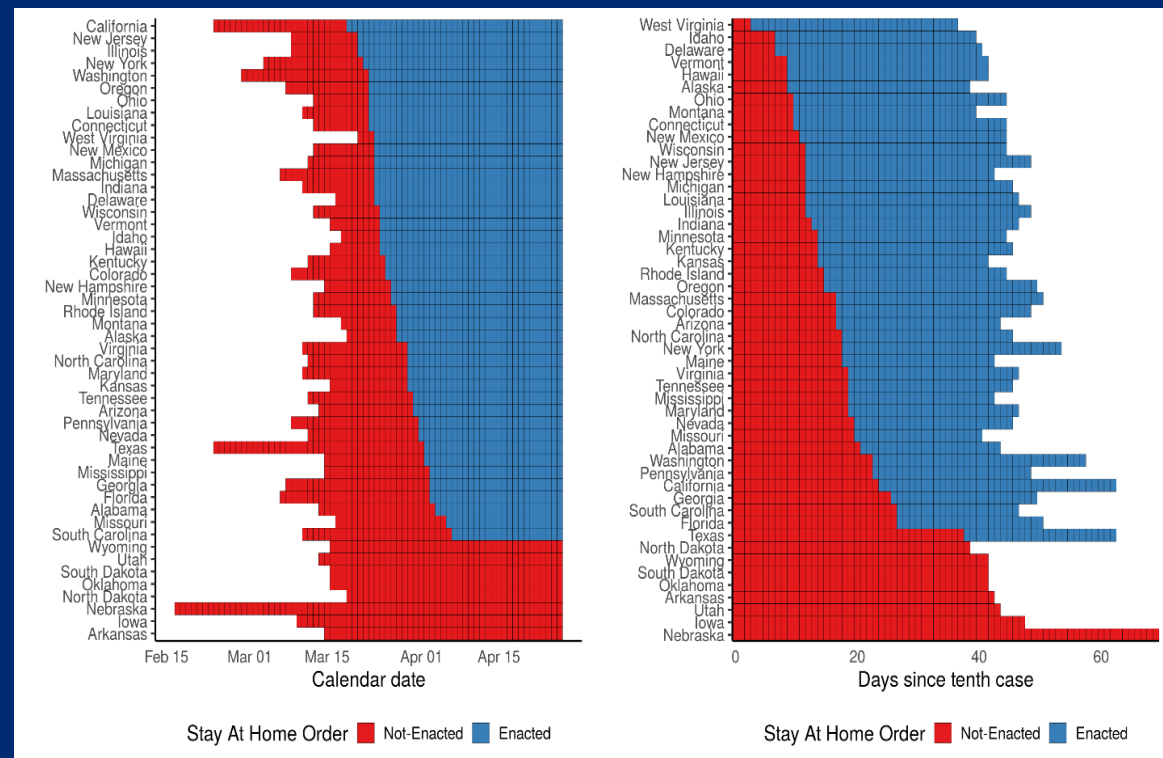 California
New Jersey
Illinois
New York
Washington
Oregon
Ohio
Louisiana
Connecticut
West Virginia
New Mexico
Michigan
Massachusetts
Indiana
Delaware
Wisconsin
Vermont
Idaho
Hawaii
Kentucky
Colorado
New Hampshire
Minnesota
Rhode Island
Montana
Alaska
Virginia
North Carolina
Maryland
Kansas
Tennessee
Arizona
Pennsylvania
Nevada
Texas
Maine
Mississippi
Georgia
Florida
Alabama
Missouri
South Carolina
Wyoming
Utah
South Dakota
Oklahoma
North Dakota
Nebraska
Iowa
Arkansas
Feb 15 Mar 01 Mar 15 Apr 01 Apr 15
Calendar date
Stay At Home Order Not-Enacted Enacted
West Virginia
Idaho
Delaware
Vermont
Hawaii
Alaska
Ohio
Montana
Connecticut
New Mexico
Wisconsin
New Jersey
New Hampshire
Michigan
Louisiana
Illinois
Indiana
Minnesota
Kentucky
Kansas
Rhode Island
Oregon
Massachusetts
Colorado
Arizona
North Carolina
New York
Maine
Virginia
Tennessee
Mississippi
Maryland
Nevada
Missouri
Alabama
Washington
Pennsylvania
California
Georgia
South Carolina
Florida
Texas
North Dakota
Wyoming
South Dakota
Oklahoma
Arkansas
Utah
Iowa
Nebraska
0 20 40 60
Days since tenth case
Stay At Home Order Not-Enacted Enacted